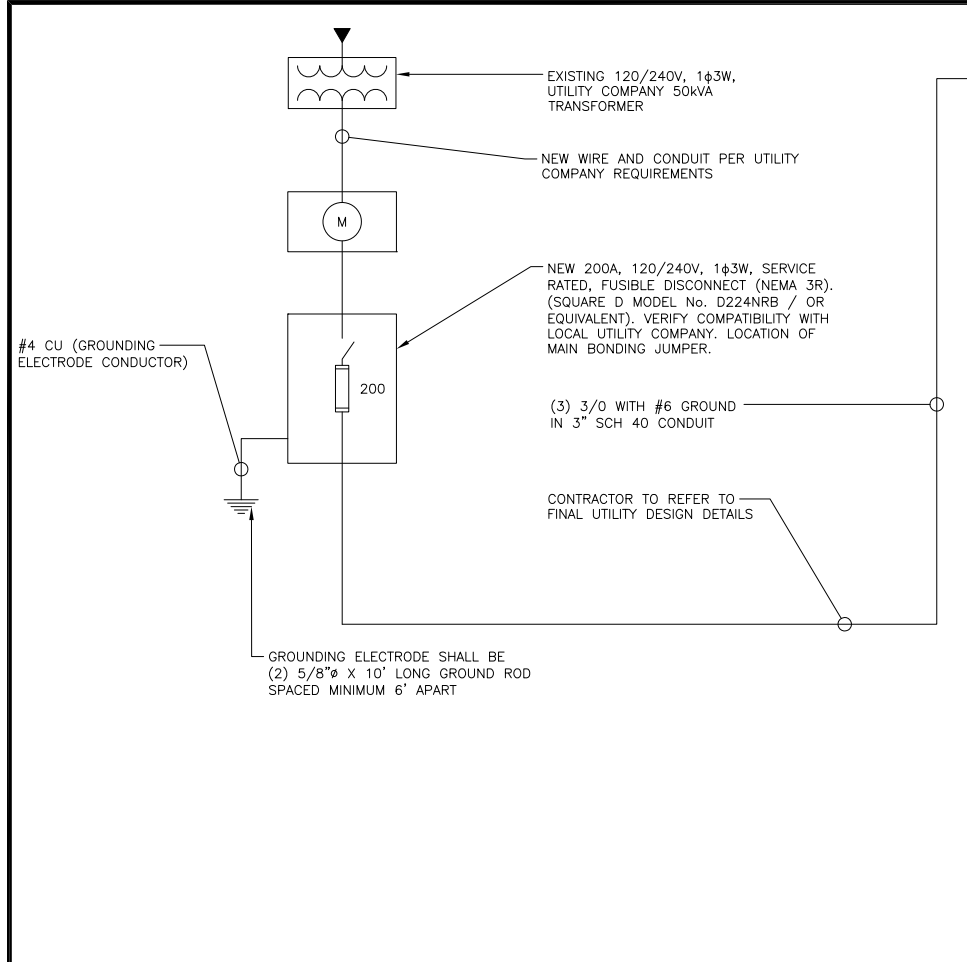 EXISTING 120/240V, 1ϕ3W,
UTILITY COMPANY 50kVA
TRANSFORMER
NEW WIRE AND CONDUIT PER UTILITY
COMPANY REQUIREMENTS
M
NEW 200A, 120/240V, 1ϕ3W, SERVICE
RATED, FUSIBLE DISCONNECT (NEMA 3R).
(SQUARE D MODEL No. D224NRB / OR
EQUIVALENT). VERIFY COMPATIBILITY WITH
LOCAL UTILITY COMPANY. LOCATION OF
MAIN BONDING JUMPER.
#4 CU (GROUNDING
ELECTRODE CONDUCTOR)
200
(3) 3/0 WITH #6 GROUND
IN 3" SCH 40 CONDUIT
CONTRACTOR TO REFER TO
FINAL UTILITY DESIGN DETAILS
GROUNDING ELECTRODE SHALL BE
(2) 5/8"ø X 10' LONG GROUND ROD
SPACED MINIMUM 6' APART